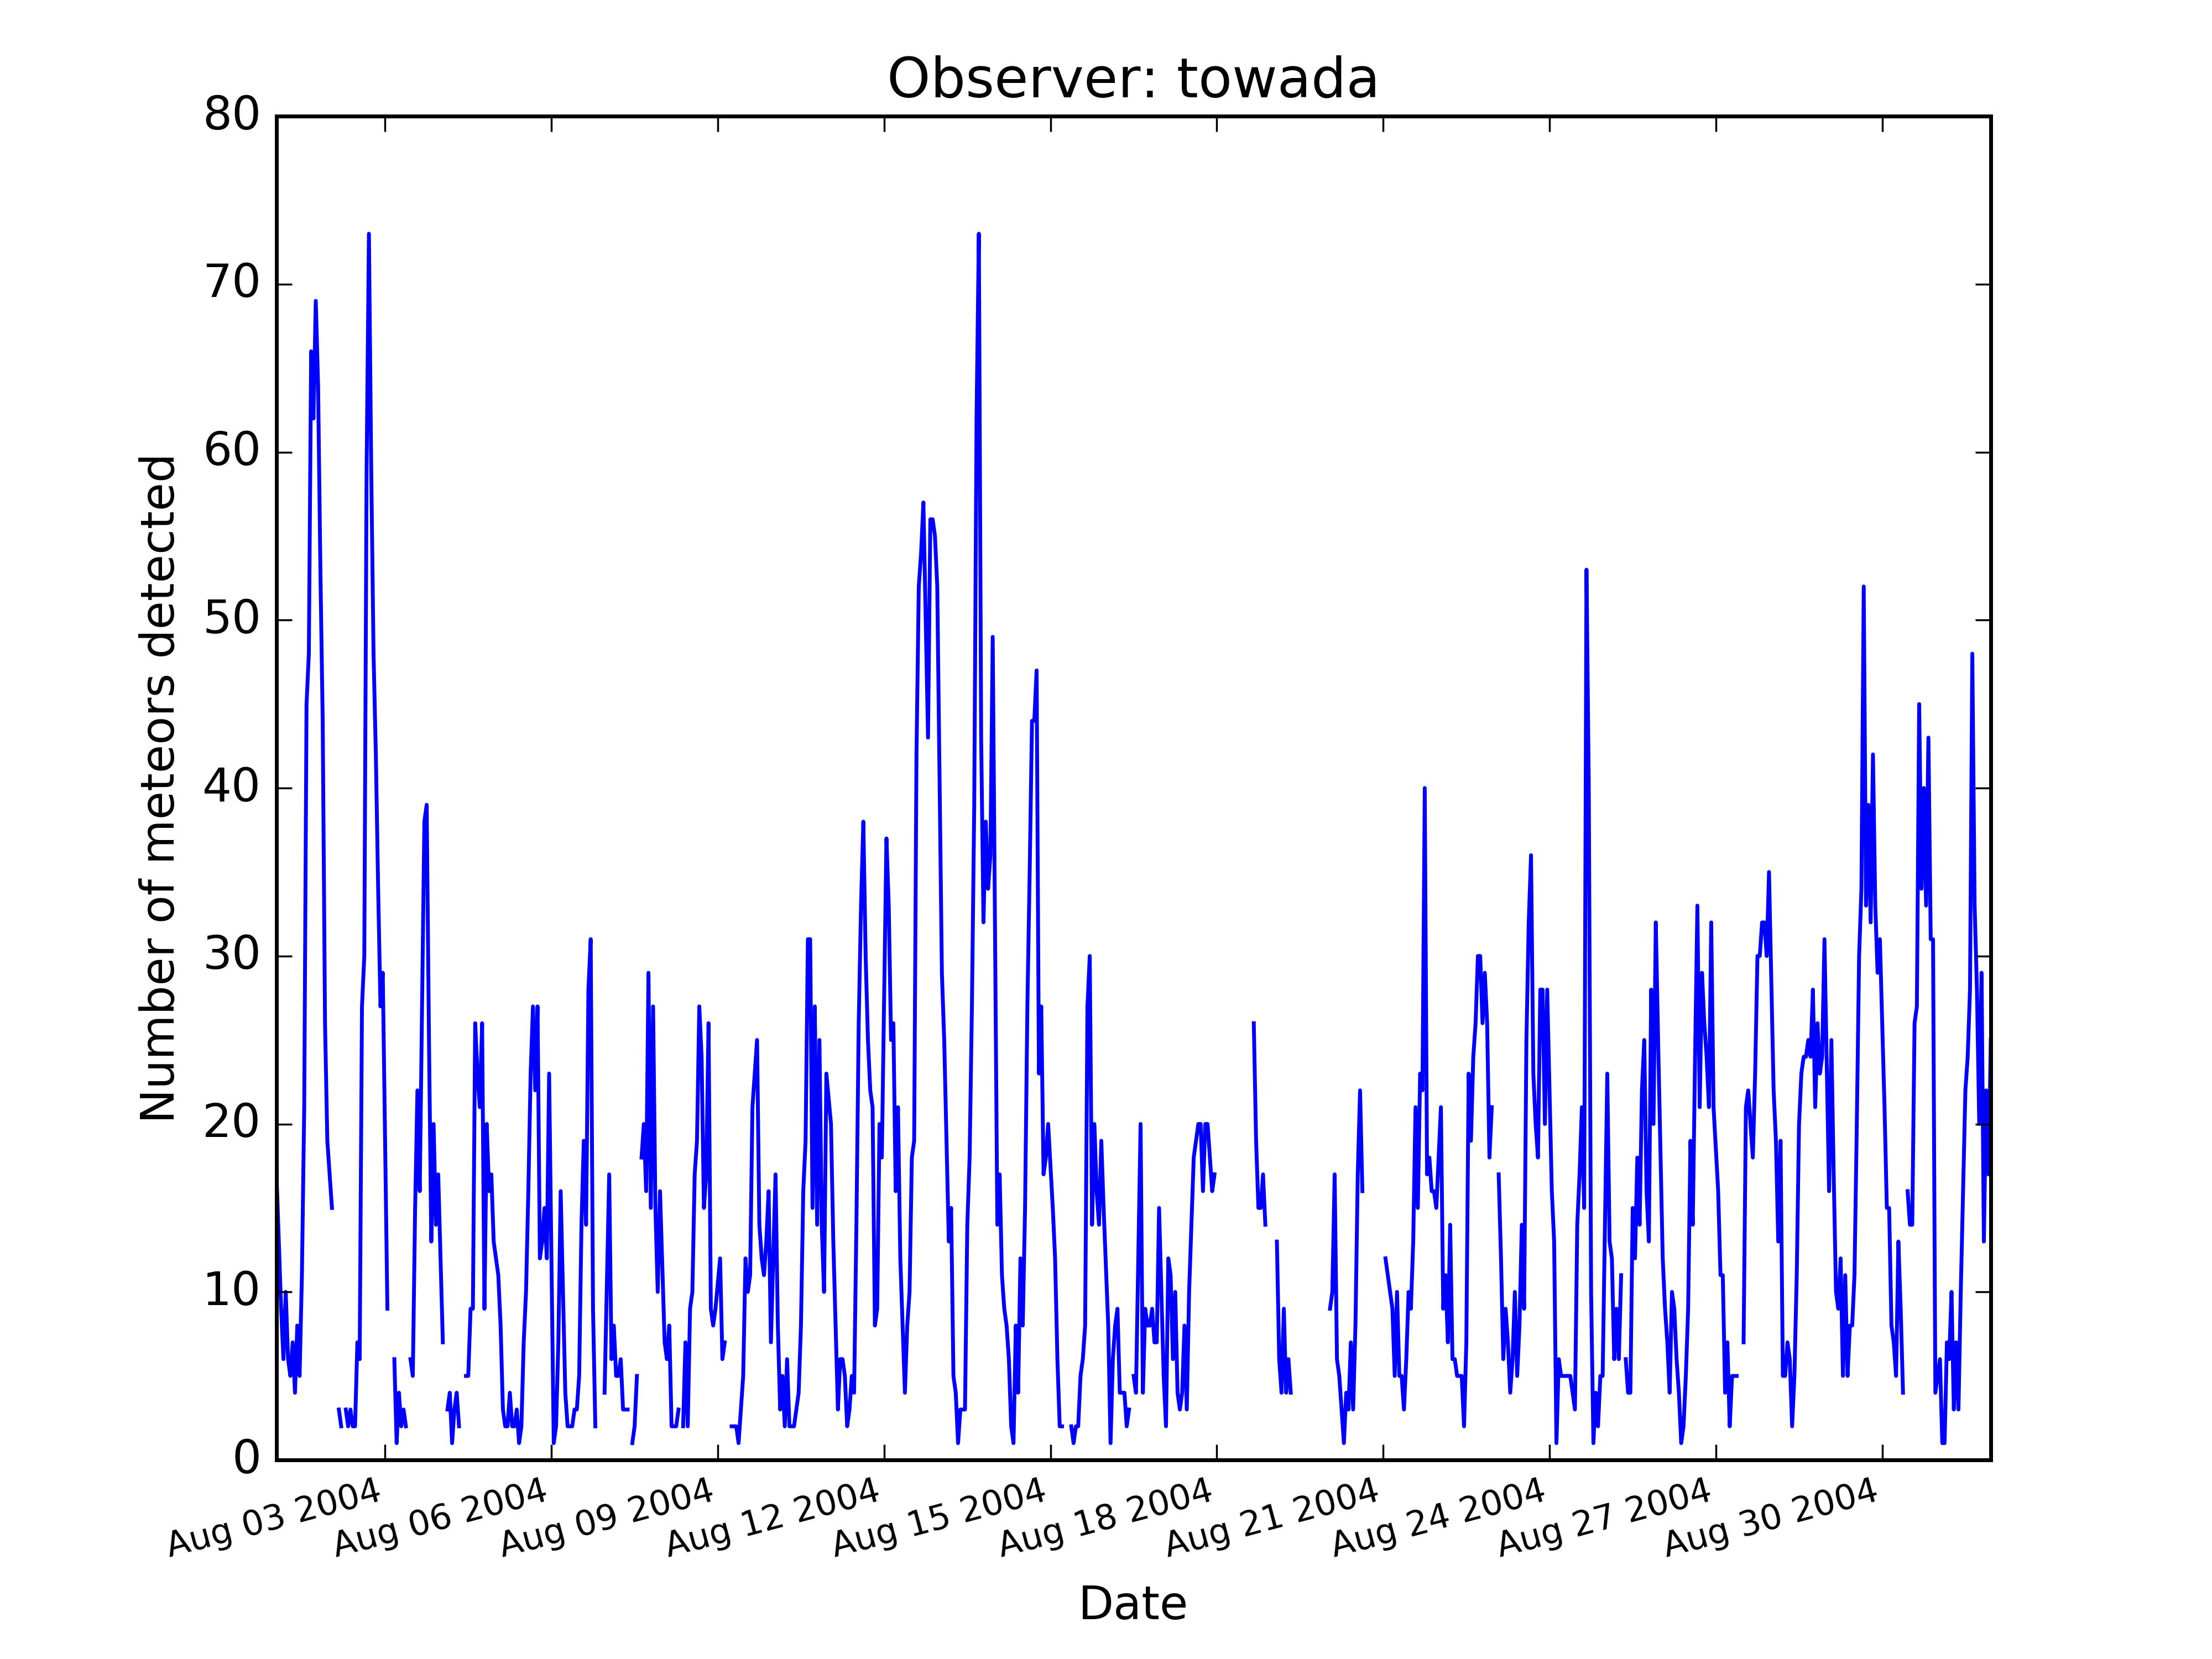 Observer: towada
80
70
60
50
40
30
20
10
0
Number of meteors detected
Aug 03 2004
Aug 06 2004
Aug 09 2004
Aug 12 2004
Aug 15 2004
Aug 18 2004
Aug 21 2004
Aug 24 2004
Aug 27 2004
Aug 30 2004
Date